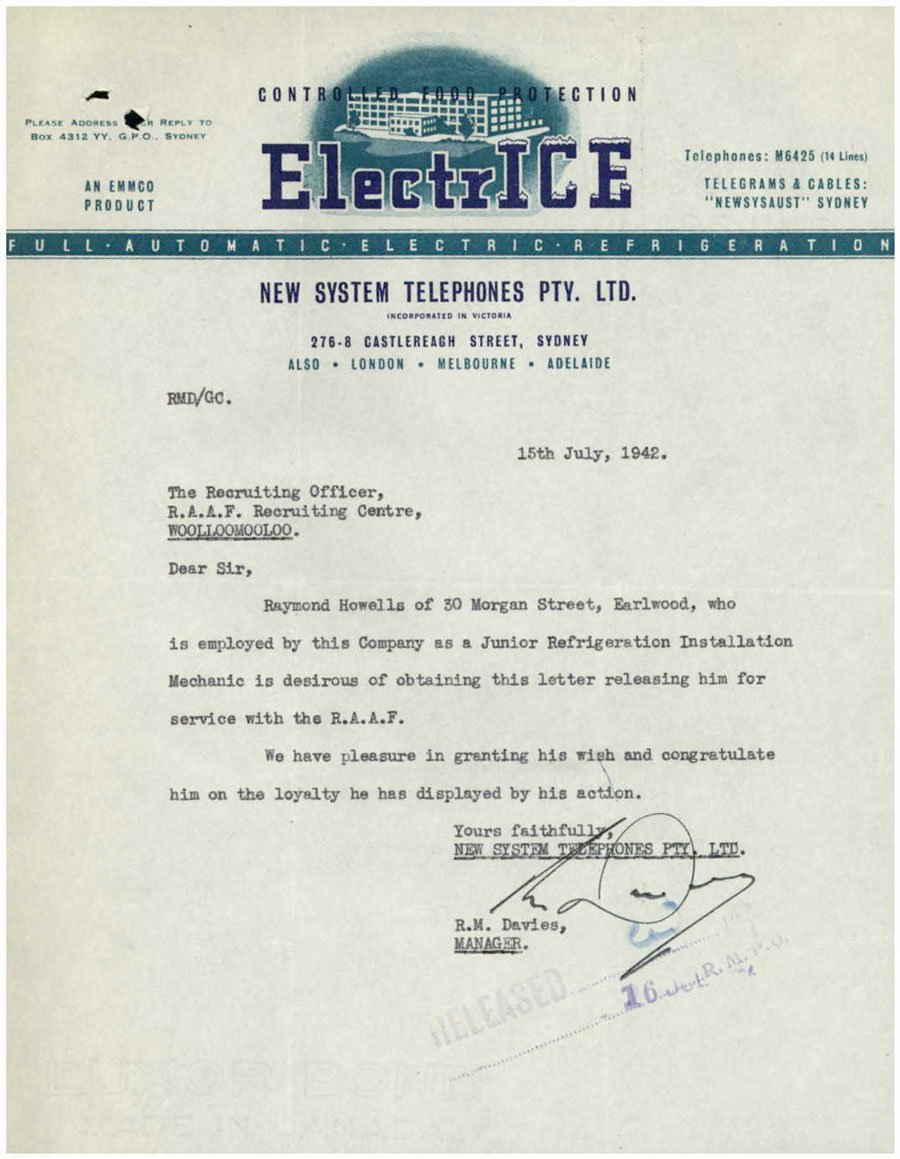 CONTROLLED FOOD PROTECTION
PLEASE ADDRESS REPLY TO
BOX 4312 YY, G.P.O., SYDNEY
AN EMMCO
PRODUCT
ElectrICE
Telephones: M6425 (14 Lines)
TELEGRAMS & CABLES:
"NEWSYSAUST" SYDNEY
FULL·AUTOMATIC·ELECTRIC·REFRIGERATION
NEW SYSTEM TELEPHONES PTY. LTD.
INCORPORATED IN VICTORIA
276-8 CASTLEREAGH STREET, SYDNEY
ALSO • LONDON • MELBOURNE • ADELAIDE
RMD/GC.
15th July, 1942.
The Recruiting Officer,
R.A.A.F. Recruiting Centre,
WOOLLOOMOOLOO.
Dear Sir,
Raymond Howells of 30 Morgan Street, Earlwood, who
is employed by this Company as a Junior Refrigeration Installation
Mechanic is desirous of obtaining this letter releasing him for
service with the R.A.A.F.
We have pleasure in granting his wish and congratulate
him on the loyalty he has displayed by his action.
Yours faithfully,
NEW SYSTEM TELEPHONES PTY. LTD.
R.M. Davies,
MANAGER.
RELEASED
16 JUL
R.M.P.O.